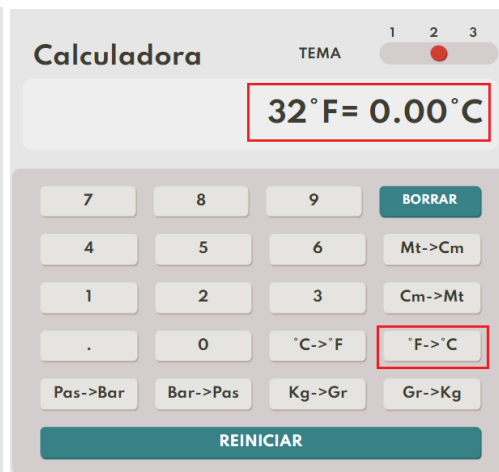 1 2 3
Calculadora TEMA
32°F= 0.00°C
7 8 9 BORRAR
4 5 6 Mt->Cm
1 2 3 Cm->Mt
. 0 °C->°F °F->°C
Pas->Bar Bar->Pas Kg->Gr Gr->Kg
REINICIAR